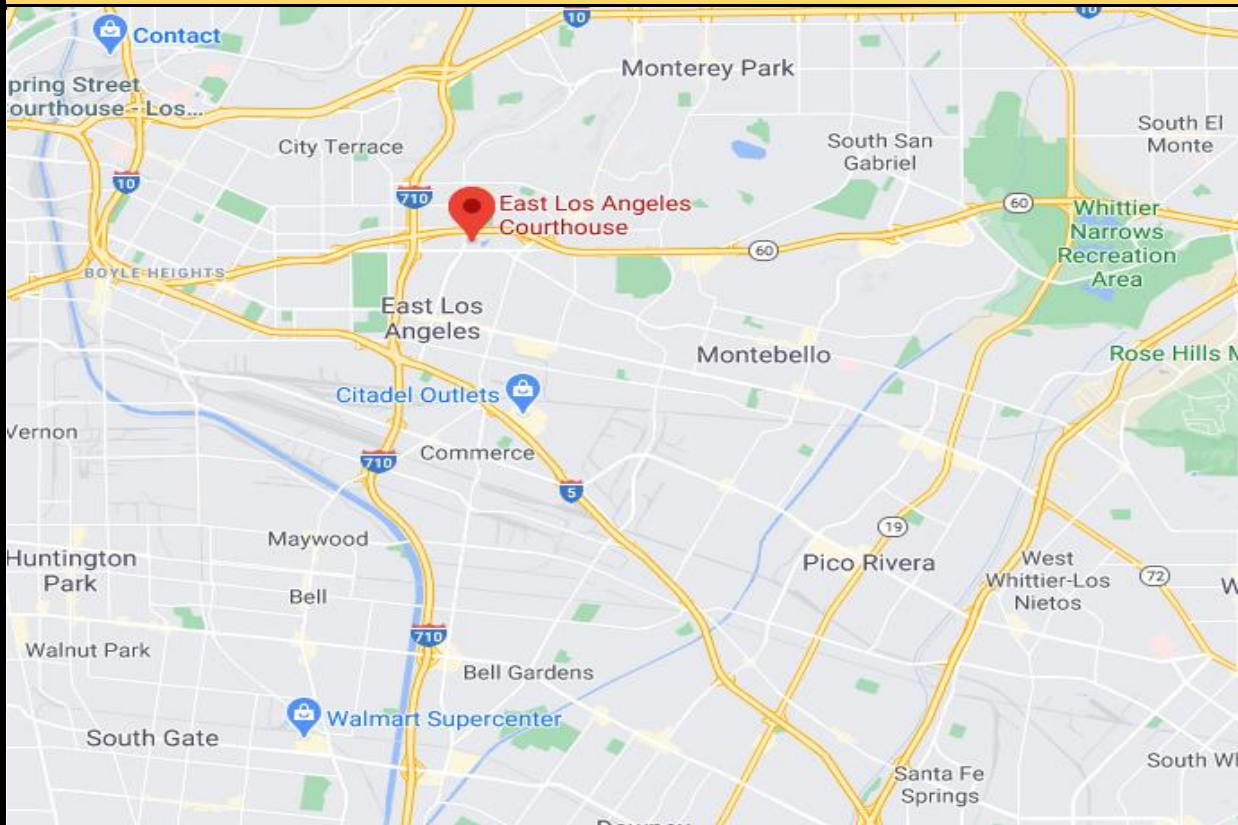 10
10
Contact
Monterey Park
pring Street
ourthouse - Los...
South El
Monte
City Terrace
South San
Gabriel
10
710
East Los Angeles
Courthouse
60
Whittier
Narrows
Recreation
Area
60
BOYLE HEIGHTS
East Los
Angeles
Montebello
Rose Hills M
Citadel Outlets
Vernon
Commerce
710
5
19
Maywood
Huntington
Park
Pico Rivera
West
Whittier-Los
Nietos
72
W
Bell
710
Walnut Park
Bell Gardens
Walmart Supercenter
South Gate
South Wh
Santa Fe
Springs